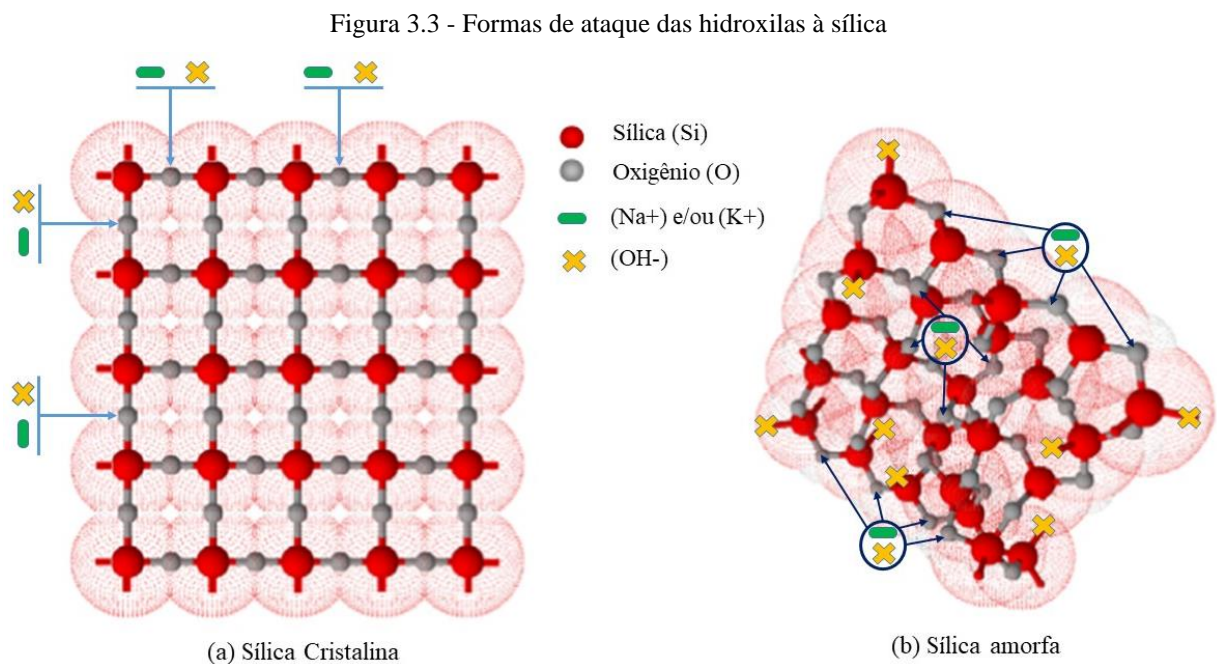 Figura 3.3 - Formas de ataque das hidroxilas à sílica
Sílica (Si)
Oxigênio (O)
(Na+) e/ou (K+)
(OH-)
(a) Sílica Cristalina
(b) Sílica amorfa